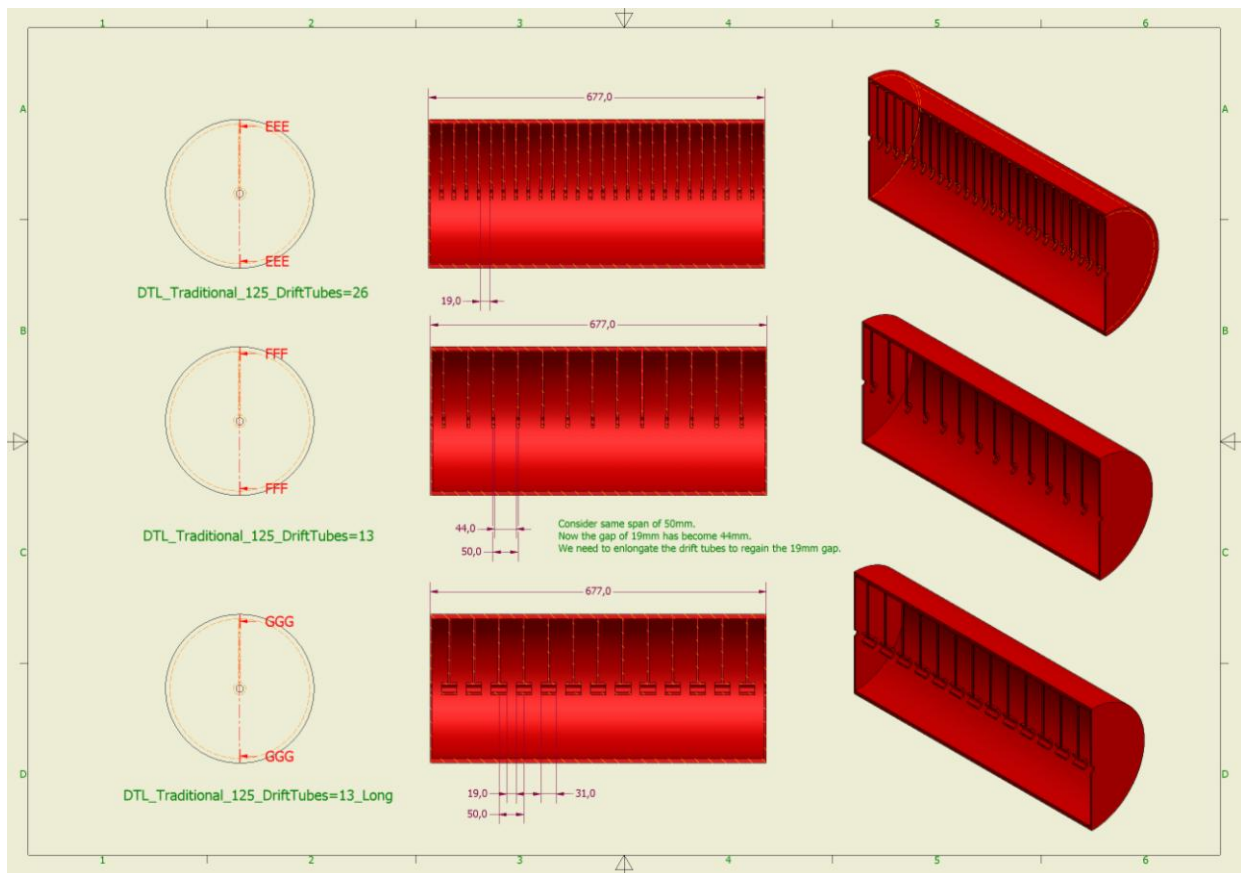 1 2 3 4 5 6
A A
677,0
EEE
EEE
DTL_Traditional_125_DriftTubes=26
19,0
B B
677,0
FFF
FFF
DTL_Traditional_125_DriftTubes=13
44,0
50,0
Consider same span of 50mm.
Now the gap of 19mm has become 44mm.
We need to enlongate the drift tubes to regain the 19mm gap.
C C
677,0
GGG
GGG
DTL_Traditional_125_DriftTubes=13_Long
D D
19,0 31,0
50,0
1 2 3 4 5 6